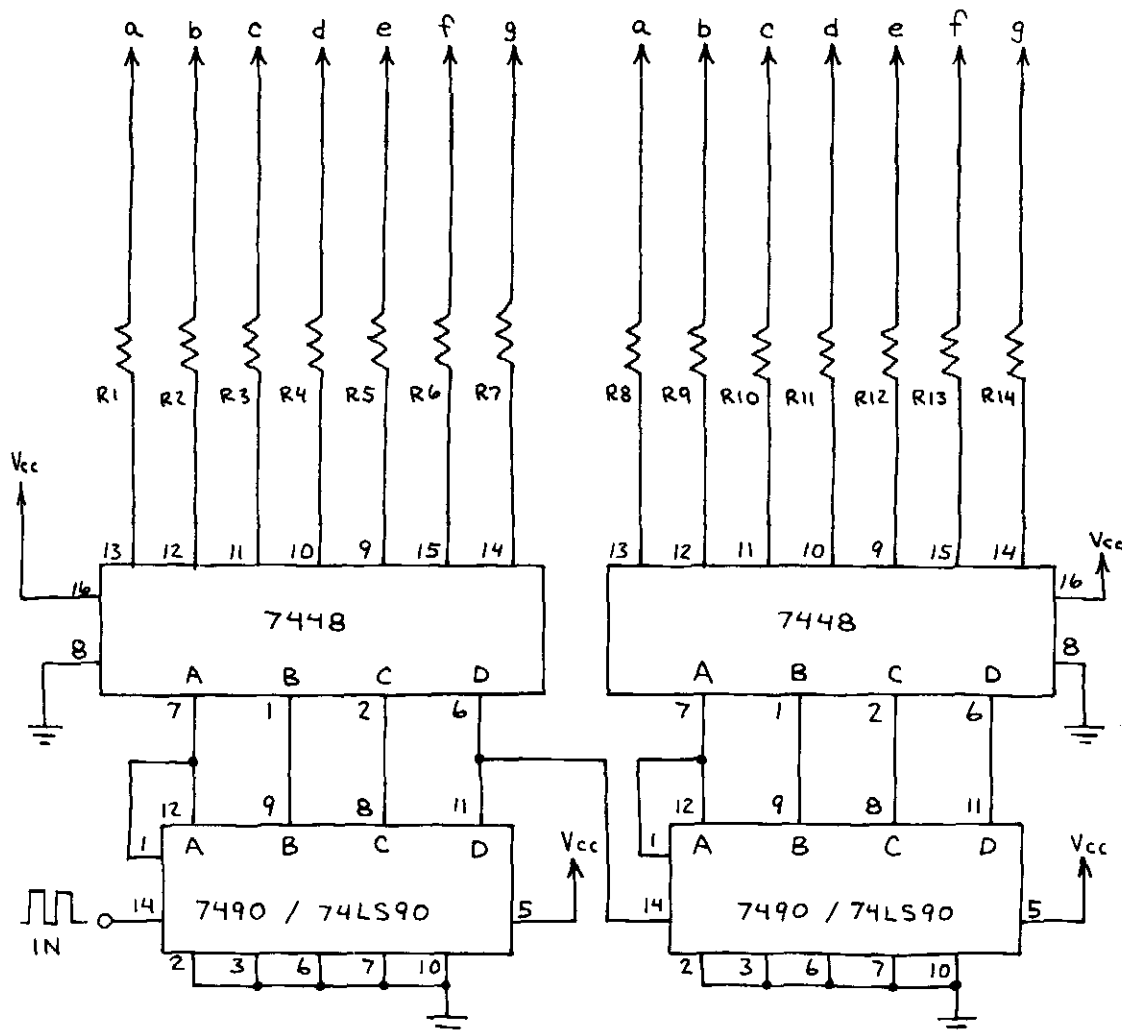 a b c d e f g a b c d e f g
R1 R2 R3 R4 R5 R6 R7 R8 R9 R10 R11 R12 R13 R14
Vcc
13 12 11 10 9 15 14 13 12 11 10 9 15 14 Vcc
16 7448 7448 16
8 8
A B C D A B C D
7 1 2 6 7 1 2 6
12 9 8 11 12 9 8 11
1 A B C D Vcc 1 A B C D Vcc
14 7490 / 74LS90 5 14 7490 / 74LS90 5
IN
2 3 6 7 10 2 3 6 7 10